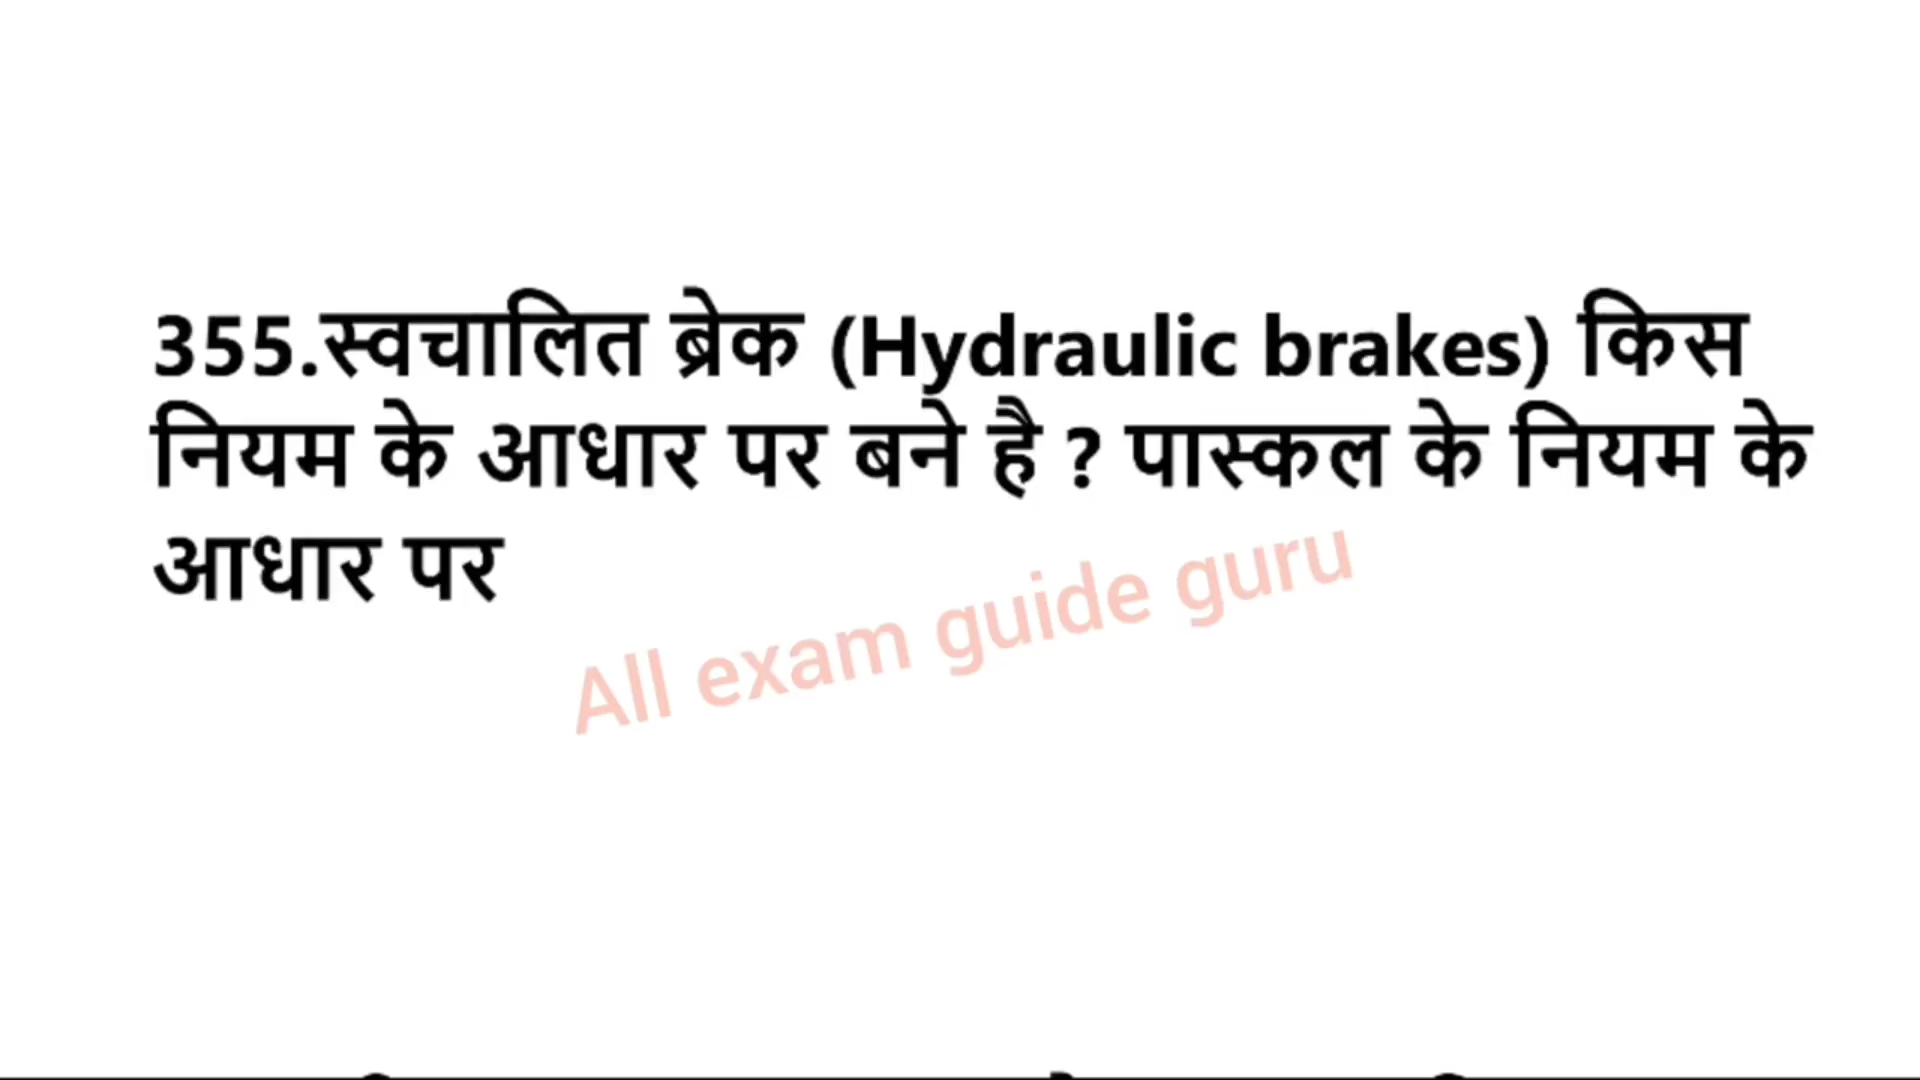 355.स्वचालित ब्रेक (Hydraulic brakes) किस
नियम के आधार पर बने है ? पास्कल के नियम के
आधार पर
All exam guide guru